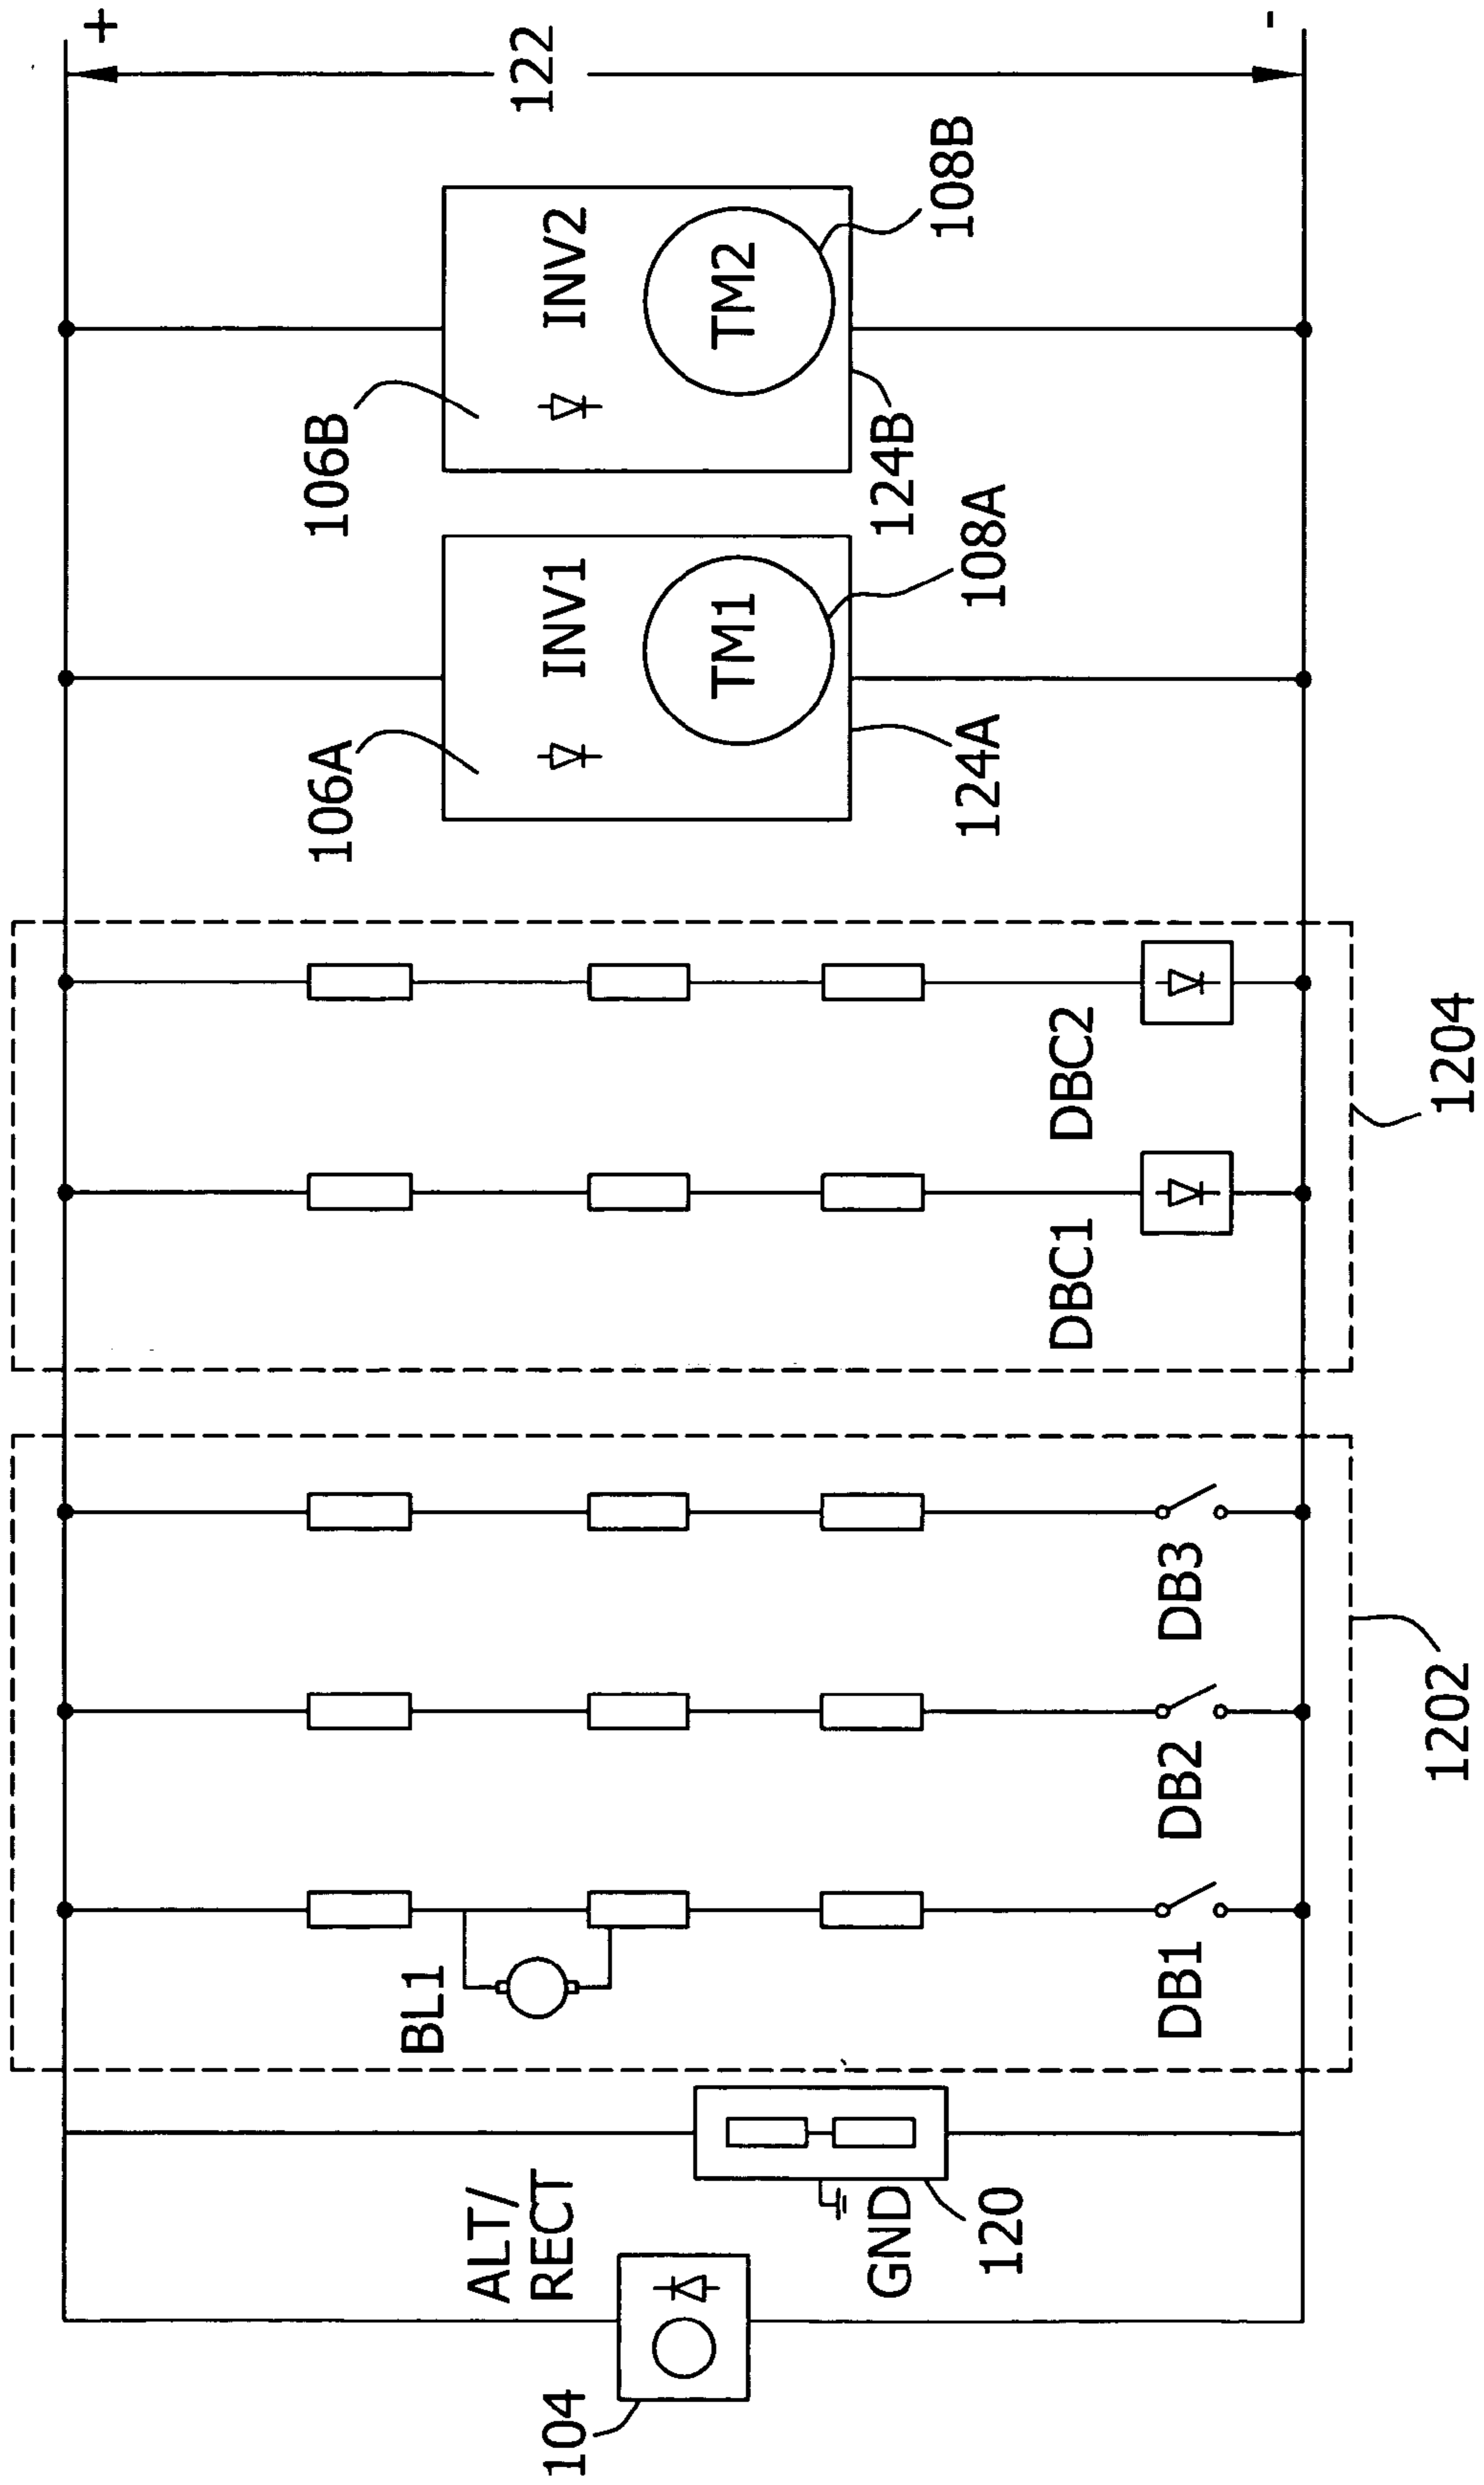 104
ALT/
RECT
GND
120
BL1
DB1
DB2
DB3
1202
DBC1
DBC2
1204
106A
INV1
TM1
108A
124A
106B
INV2
TM2
108B
124B
122
+
-